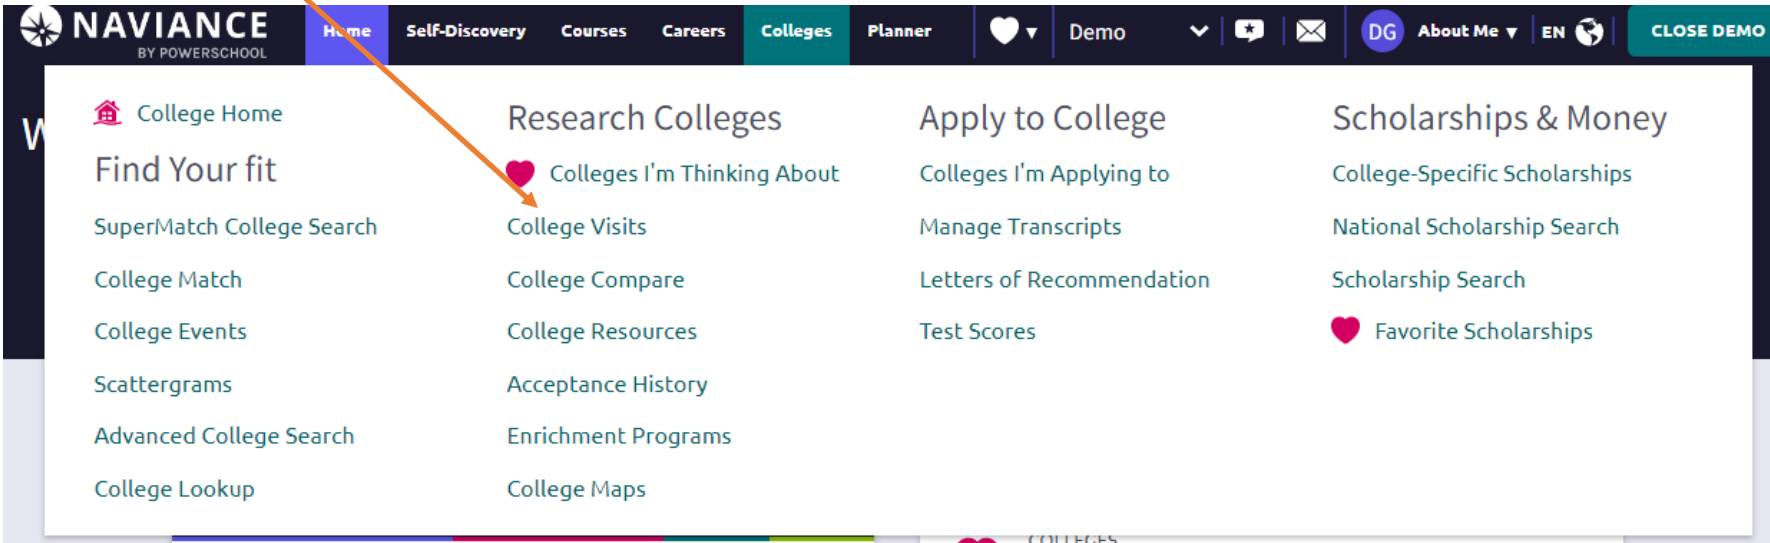 NAVIANCE
BY POWERSCHOOL
Home Self-Discovery Courses Careers Colleges Planner Demo DG About Me EN CLOSE DEMO
W
College Home
Find Your fit
SuperMatch College Search
College Match
College Events
Scattergrams
Advanced College Search
College Lookup
Research Colleges
Colleges I'm Thinking About
College Visits
College Compare
College Resources
Acceptance History
Enrichment Programs
College Maps
Apply to College
Colleges I'm Applying to
Manage Transcripts
Letters of Recommendation
Test Scores
Scholarships & Money
College-Specific Scholarships
National Scholarship Search
Scholarship Search
Favorite Scholarships
COLLEGES